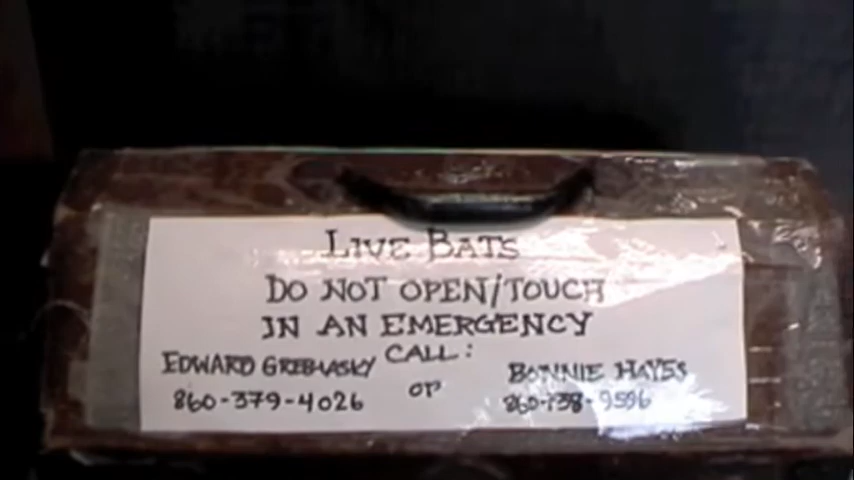 LIVE BATS
DO NOT OPEN/TOUCH
IN AN EMERGENCY
CALL:
EDWARD or BONNIE HAYES
860-379-4026